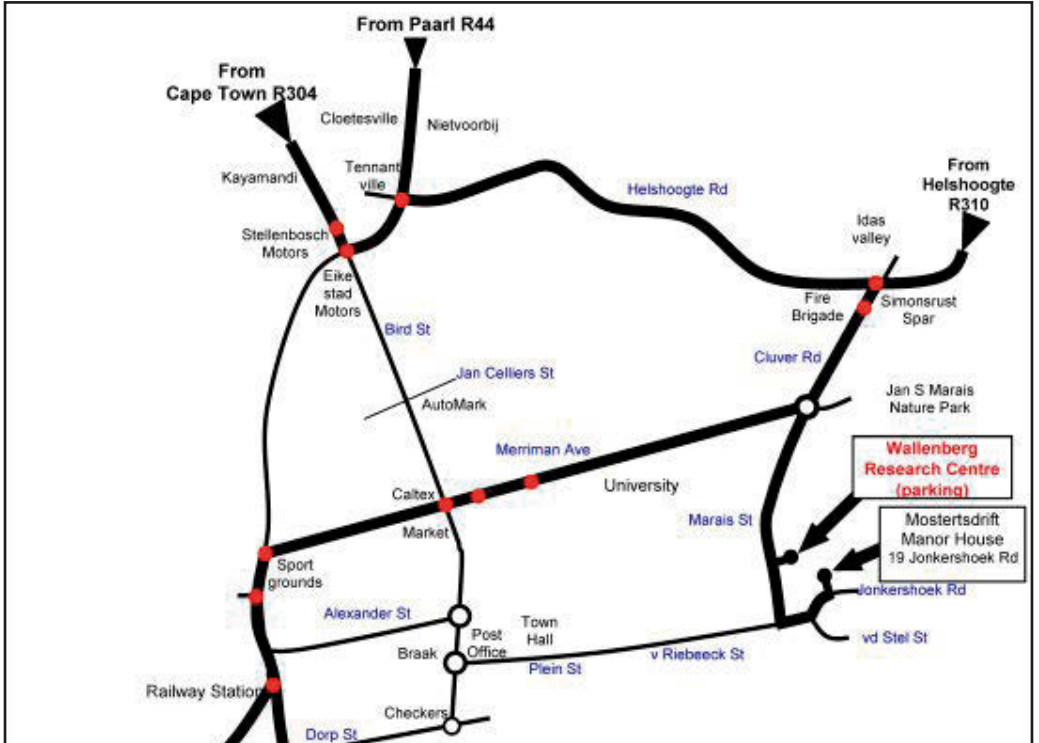 From Paarl R44
From
Cape Town R304
Cloetesville
Nietvoorbij
Kayamandi
Tennant
ville
Helshoogte Rd
From
Helshoogte
R310
Idas
valley
Stellenbosch
Motors
Eike
stad
Motors
Fire
Brigade
Simonsrust
Spar
Bird St
Cluver Rd
Jan Celliers St
AutoMark
Jan S Marais
Nature Park
Merriman Ave
Wallenberg
Research Centre
(parking)
Caltex
University
Market
Marais St
Mostertsdrift
Manor House
19 Jonkershoek Rd
Sport
grounds
Jonkershoek Rd
Alexander St
Town
Hall
Post
Office
vd Stel St
Braak
v Riebeeck St
Plein St
Railway Station
Checkers
Dorp St